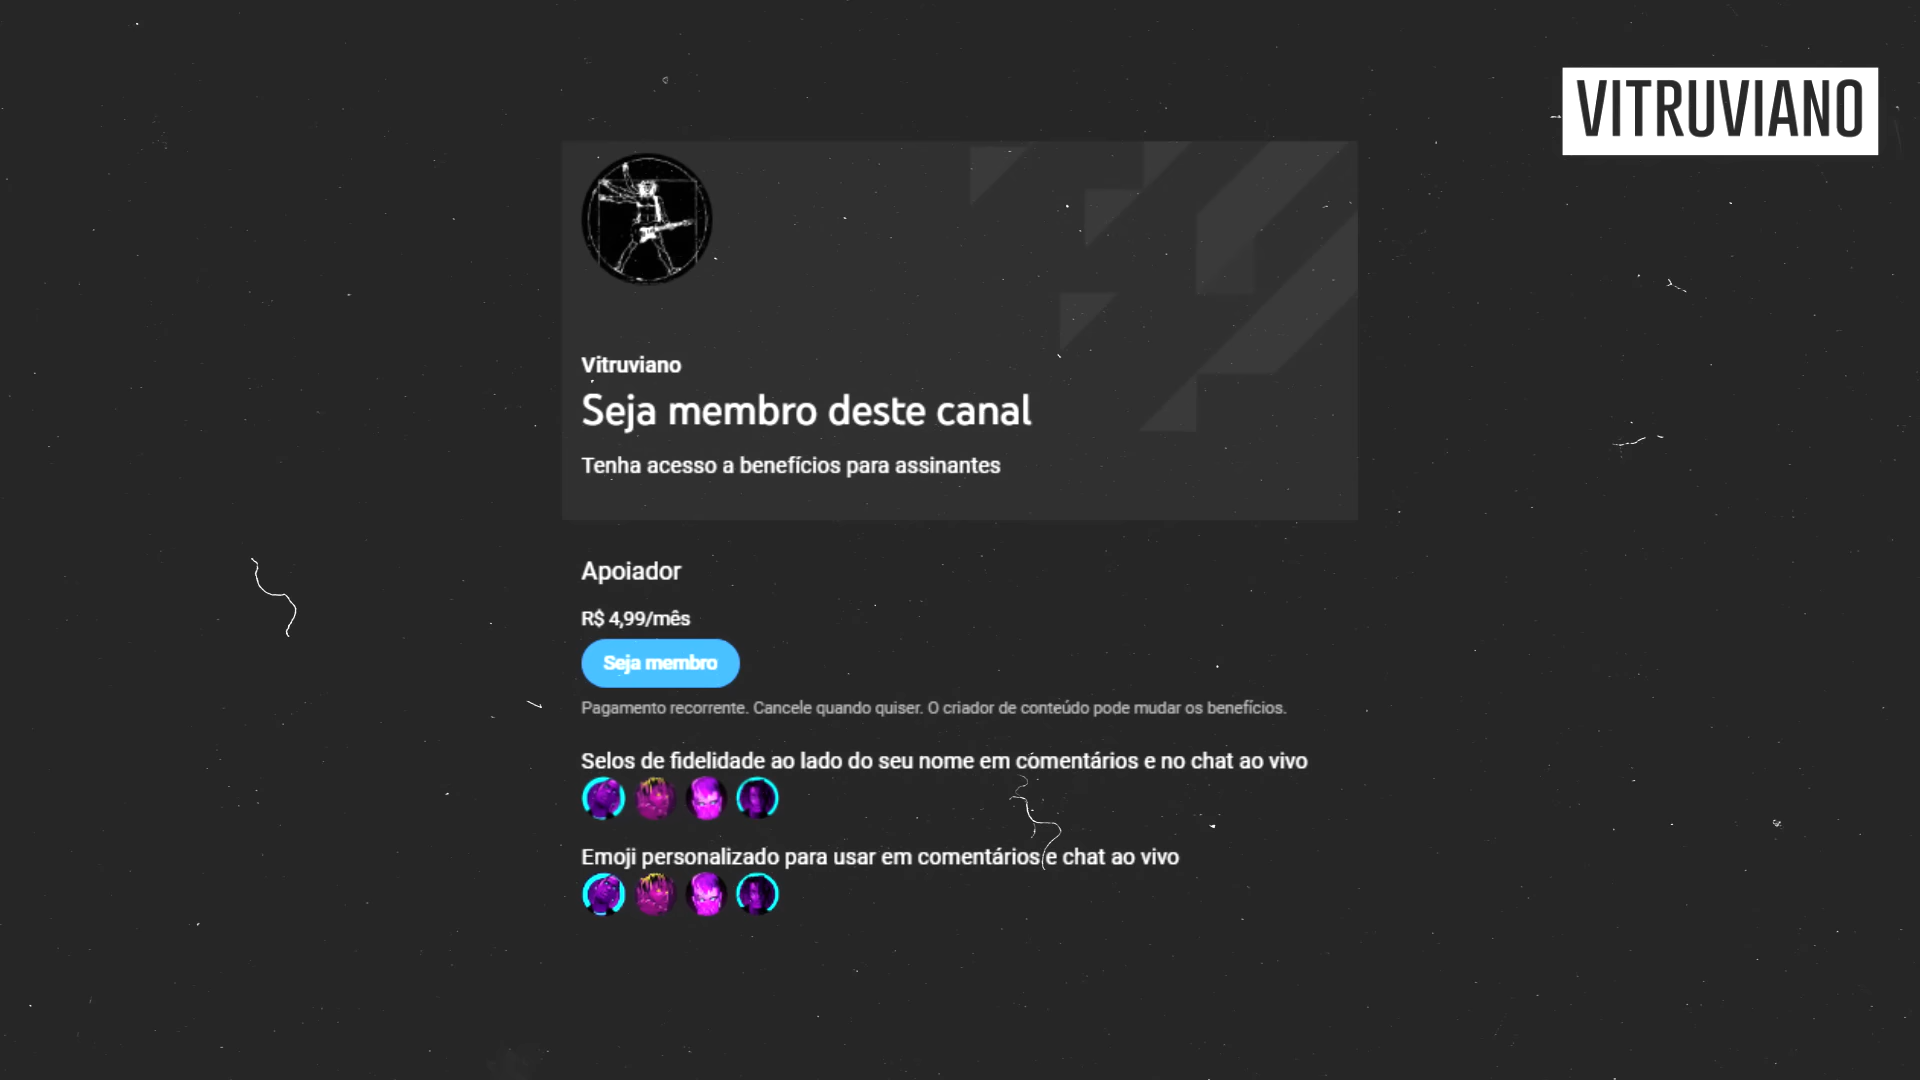 VITRUVIANO
Vitruviano
Seja membro deste canal
Tenha acesso a benefícios para assinantes
Apoiador
R$ 4,99/mês
Seja membro
Pagamento recorrente. Cancele quando quiser. O criador de conteúdo pode mudar os benefícios.
Selos de fidelidade ao lado do seu nome em comentários e no chat ao vivo
Emoji personalizado para usar em comentários e chat ao vivo